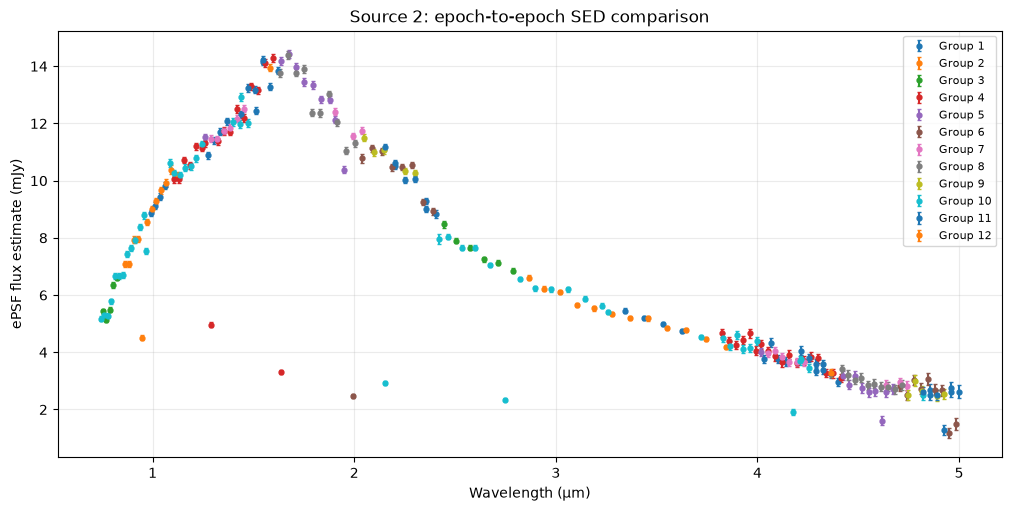 Source 2: epoch-to-epoch SED comparison
ePSF flux estimate (mJy)
14
12
10
8
6
4
2
1
2
3
4
5
Wavelength (μm)
Group 1
Group 2
Group 3
Group 4
Group 5
Group 6
Group 7
Group 8
Group 9
Group 10
Group 11
Group 12